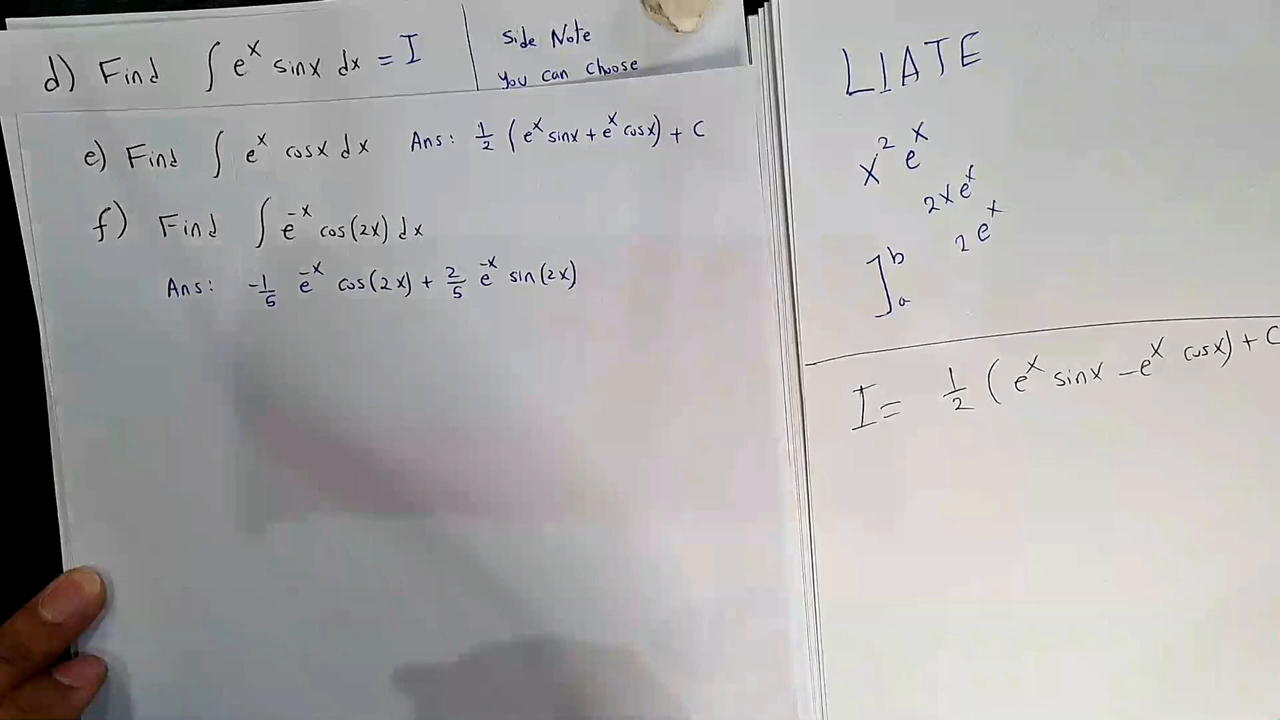 d) Find ∫ e^x sinx dx = I
Side Note
You can choose
e) Find ∫ e^x cosx dx Ans: 1/2 (e^x sinx + e^x cosx) + C
f) Find ∫ e^-x cos(2x) dx
Ans: -1/5 e^-x cos(2x) + 2/5 e^-x sin(2x)
LIATE
x^2 e^x
2x e^x
2 e^x
]_a^b
I = 1/2 (e^x sinx - e^x cosx) + C